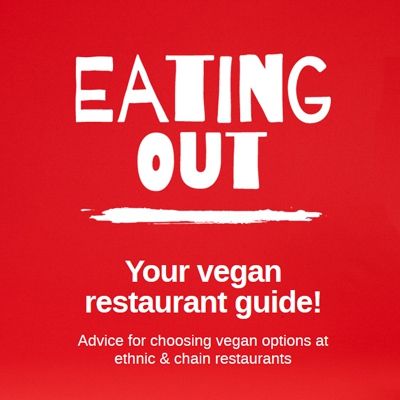 EATING
OUT
Your vegan
restaurant guide!
Advice for choosing vegan options at
ethnic & chain restaurants